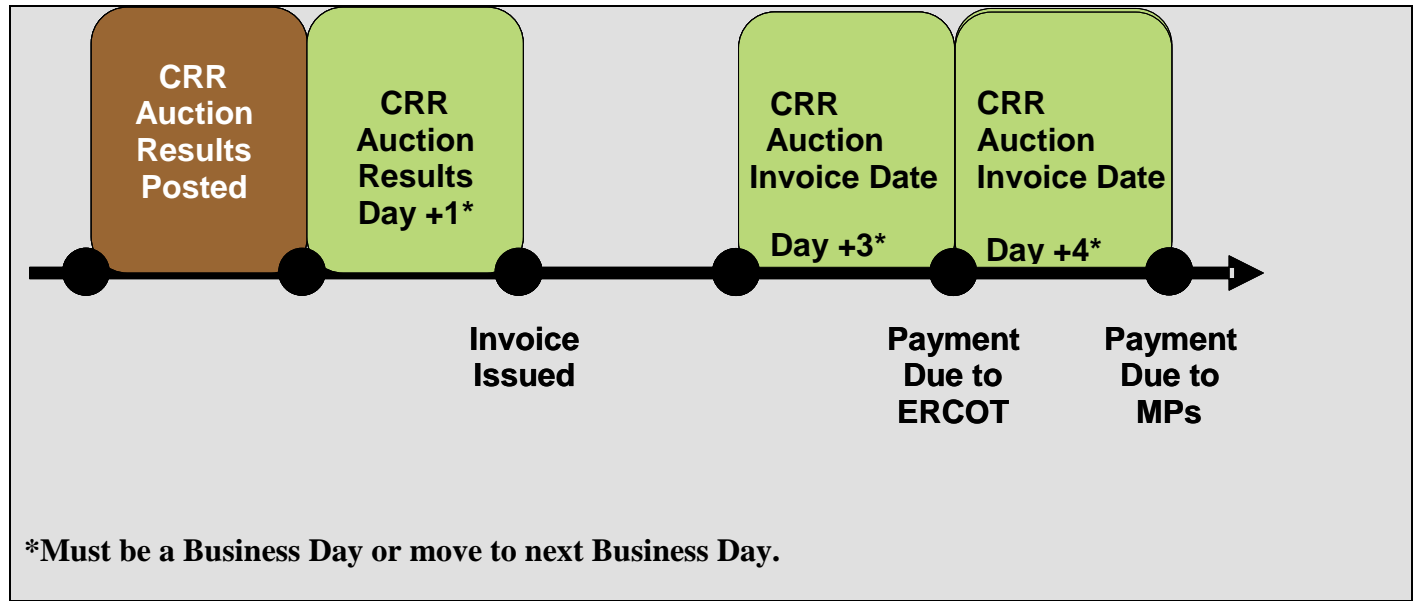 CRR
Auction
Results
Posted
CRR
Auction
Results
Day +1*
CRR
Auction
Invoice Date
Day +3*
CRR
Auction
Invoice Date
Day +4*
Invoice
Issued
Payment
Due to
ERCOT
Payment
Due to
MPs
*Must be a Business Day or move to next Business Day.